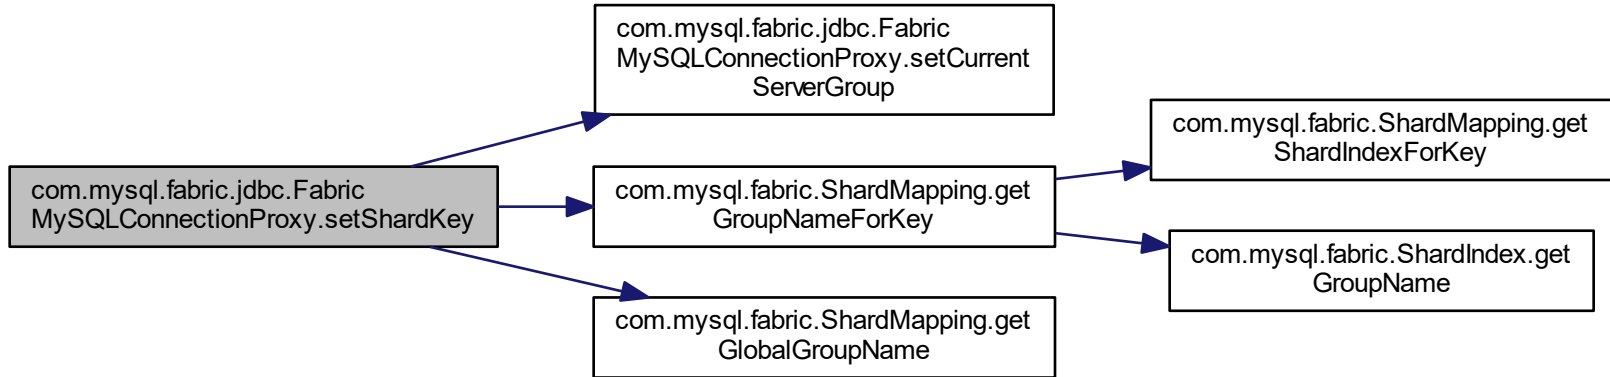 com.mysql.fabric.jdbc.Fabric
MySQLConnectionProxy.setShardKey
com.mysql.fabric.jdbc.Fabric
MySQLConnectionProxy.setCurrent
ServerGroup
com.mysql.fabric.ShardMapping.get
GroupNameForKey
com.mysql.fabric.ShardMapping.get
GlobalGroupName
com.mysql.fabric.ShardMapping.get
ShardIndexForKey
com.mysql.fabric.ShardIndex.get
GroupName